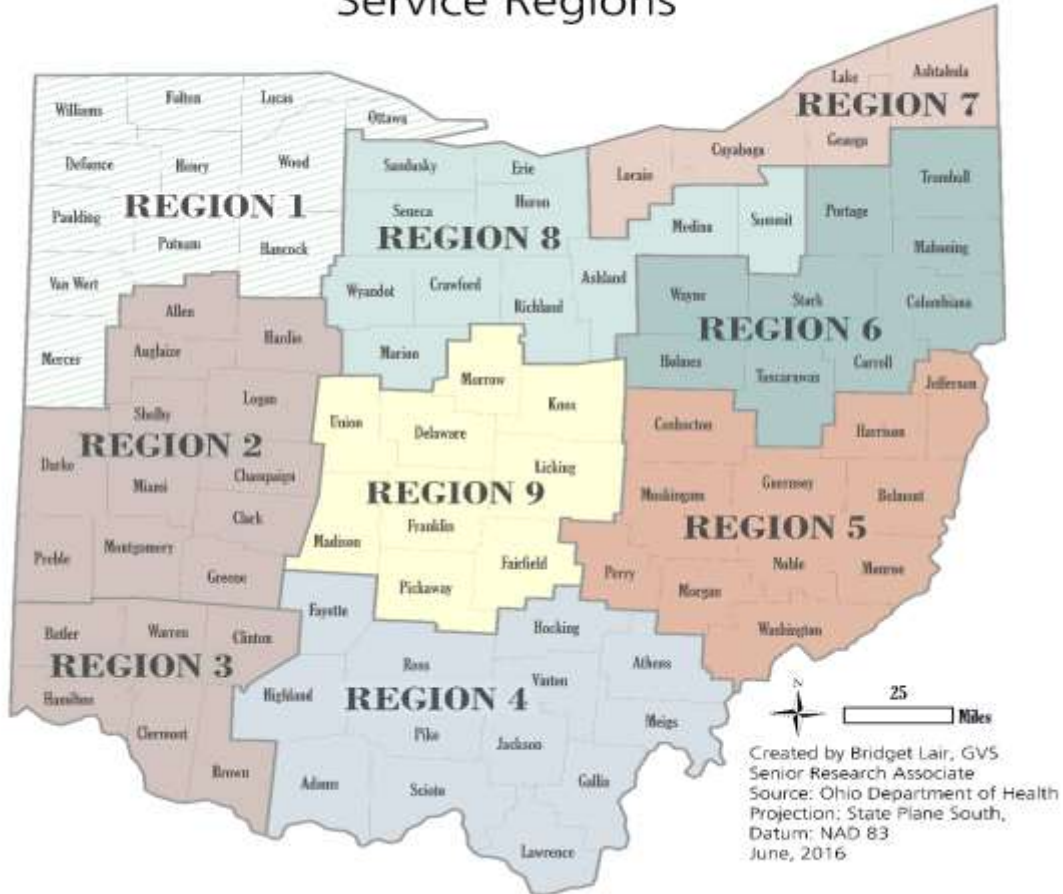 Service Regions
Lake
Ashtabula
REGION 7
Williams
Fulton
Lucas
Ottawa
Cuyahoga
Geauga
Defiance
Henry
Wood
Sandusky
Erie
Lorain
Trumbull
Paulding
REGION 1
Seneca
Huron
Medina
Summit
Portage
Putnam
Hancock
REGION 8
Mahoning
Van Wert
Wyandot
Crawford
Ashland
Richland
Wayne
Stark
Columbiana
Allen
REGION 6
Mercer
Auglaize
Hardin
Marion
Morrow
Holmes
Tuscarawas
Carroll
Jefferson
Logan
Knox
Shelby
Union
Delaware
Coshocton
Harrison
REGION 2
Darke
Miami
Champaign
Licking
Guernsey
REGION 9
Muskingum
Belmont
Clark
Franklin
REGION 5
Preble
Montgomery
Madison
Fairfield
Greene
Pickaway
Perry
Noble
Monroe
Morgan
Fayette
Butler
Warren
Clinton
Hocking
Washington
REGION 3
Ross
Athens
Vinton
Hamilton
Highland
REGION 4
Clermont
Pike
Jackson
Meigs
Brown
Adams
Scioto
Gallia
Lawrence
N
25
Miles
Created by Bridget Lair, GVS
Senior Research Associate
Source: Ohio Department of Health
Projection: State Plane South,
Datum: NAD 83
June, 2016